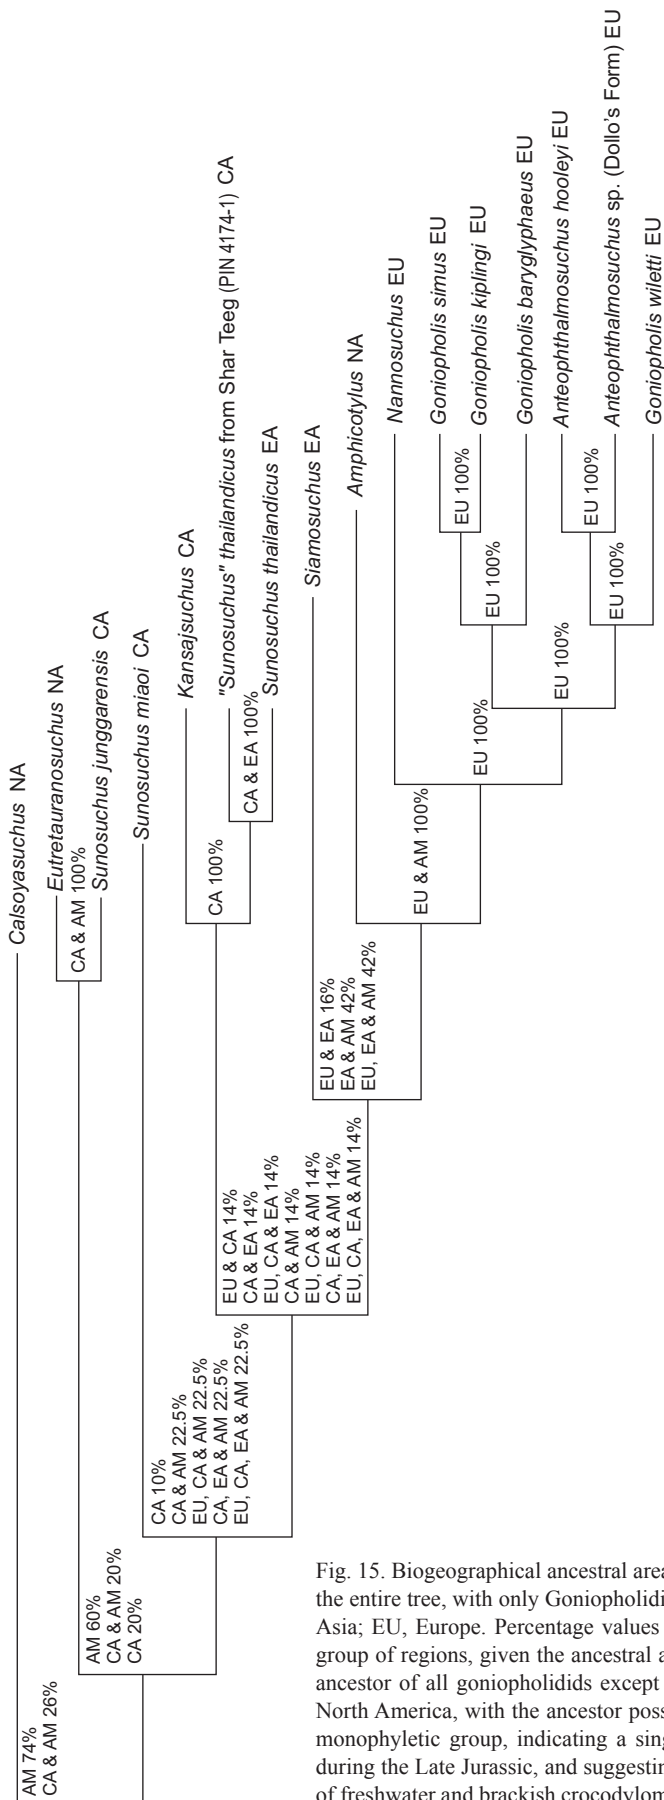 Calsoyasuchus NA
AM 74%
CA & AM 26%
Eutretauranosuchus NA
CA & AM 100%
Sunosuchus junggarensis CA
AM 60%
CA & AM 20%
CA 20%
Sunosuchus miaoi CA
CA 10%
CA & AM 22.5%
EU, CA & AM 22.5%
CA, EA & AM 22.5%
EU, CA, EA & AM 22.5%
Kansajsuchus CA
CA 100%
"Sunosuchus" thailandicus from Shar Teeg (PIN 4174-1) CA
CA & EA 100%
Sunosuchus thailandicus EA
EU & CA 14%
CA & EA 14%
EU, CA & EA 14%
CA & AM 14%
EU, CA & AM 14%
CA, EA & AM 14%
EU, CA, EA & AM 14%
Siamosuchus EA
EU & EA 16%
EA & AM 42%
EU, EA & AM 42%
Amphicotylus NA
EU & AM 100%
Nannosuchus EU
EU 100%
Goniopholis simus EU
EU 100%
Goniopholis kiplingi EU
EU 100%
Goniopholis baryglyphaeus EU
EU 100%
Anteophthalmosuchus hooleyi EU
EU 100%
Anteophthalmosuchus sp. (Dollo's Form) EU
EU 100%
Goniopholis wiletti EU
Fig. 15. Biogeographical ancestral area
the entire tree, with only Goniopholidi
Asia; EU, Europe. Percentage values
group of regions, given the ancestral a
ancestor of all goniopholidids except
North America, with the ancestor poss
monophyletic group, indicating a sing
during the Late Jurassic, and suggestin
of freshwater and brackish crocodylom